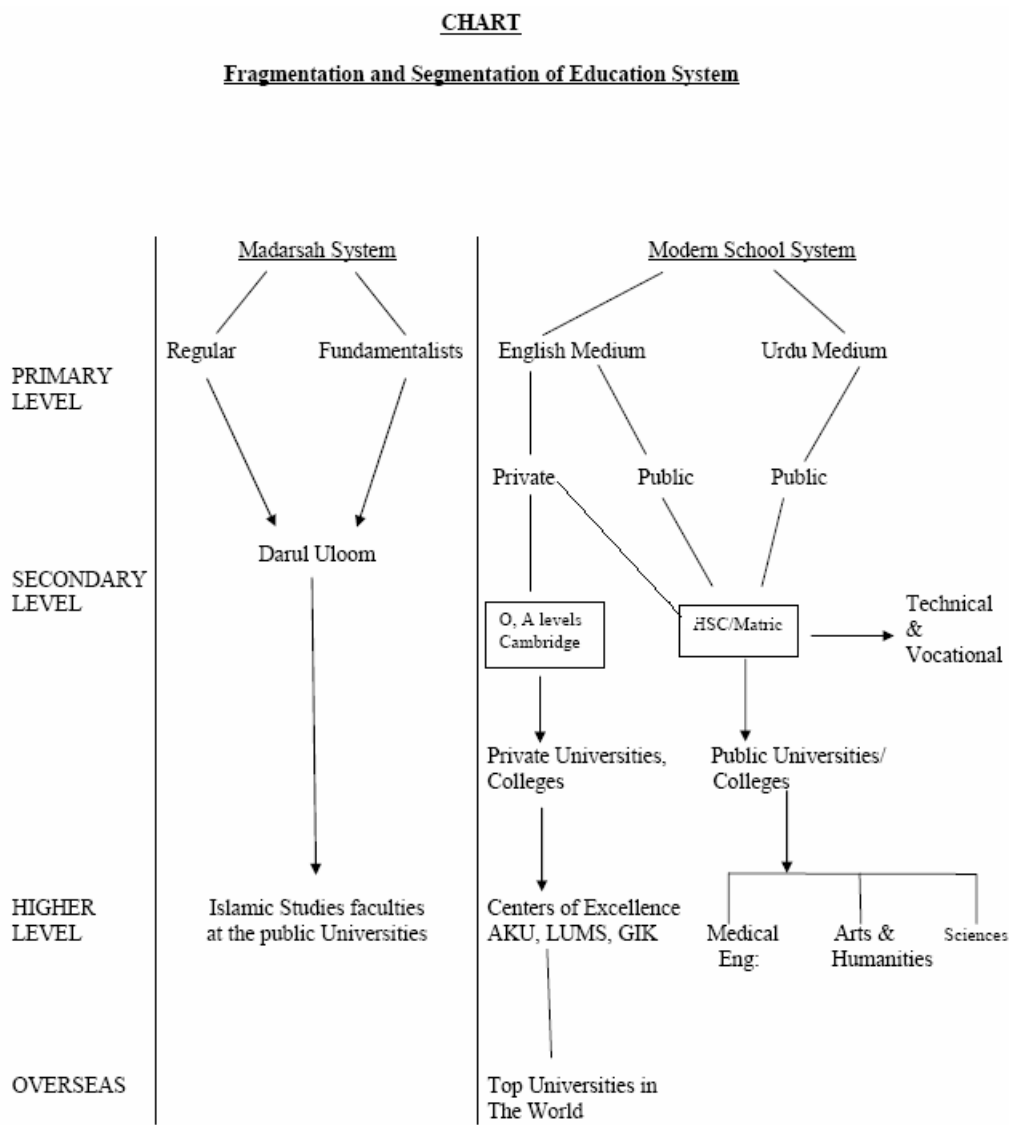 CHART
Fragmentation and Segmentation of Education System
Madarsah System
Modern School System
Regular
Fundamentalists
English Medium
Urdu Medium
PRIMARY
LEVEL
Private
Public
Public
Darul Uloom
SECONDARY
LEVEL
O, A levels
Cambridge
HSC/Matric
Technical
&
Vocational
Private Universities,
Colleges
Public Universities/
Colleges
HIGHER
LEVEL
Islamic Studies faculties
at the public Universities
Centers of Excellence
AKU, LUMS, GIK
Medical
Eng:
Arts &
Humanities
Sciences
OVERSEAS
Top Universities in
The World